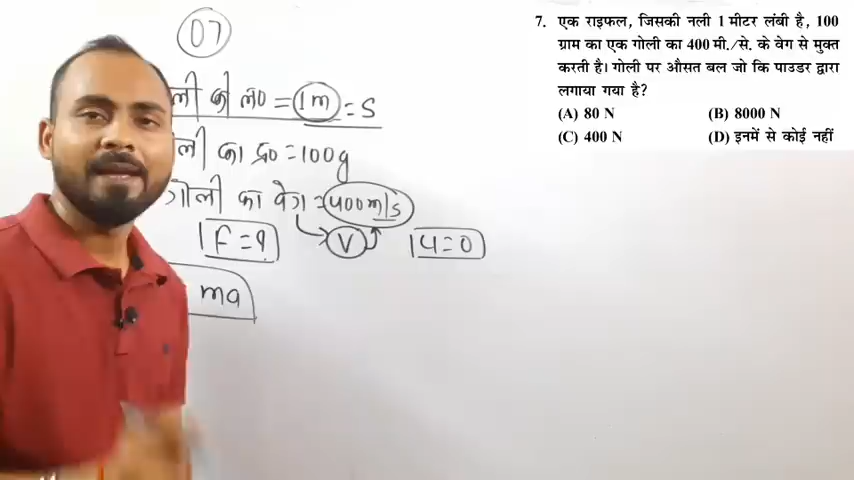 07
ली की ल० = 1m = S
ली का द्र० = 100g
गोली का वेग = 400m/s
F = ? V u = 0
ma
7. एक राइफल, जिसकी नली 1 मीटर लंबी है, 100
ग्राम का एक गोली का 400 मी./से. के वेग से मुक्त
करती है। गोली पर औसत बल जो कि पाउडर द्वारा
लगाया गया है?
(A) 80 N (B) 8000 N
(C) 400 N (D) इनमें से कोई नहीं